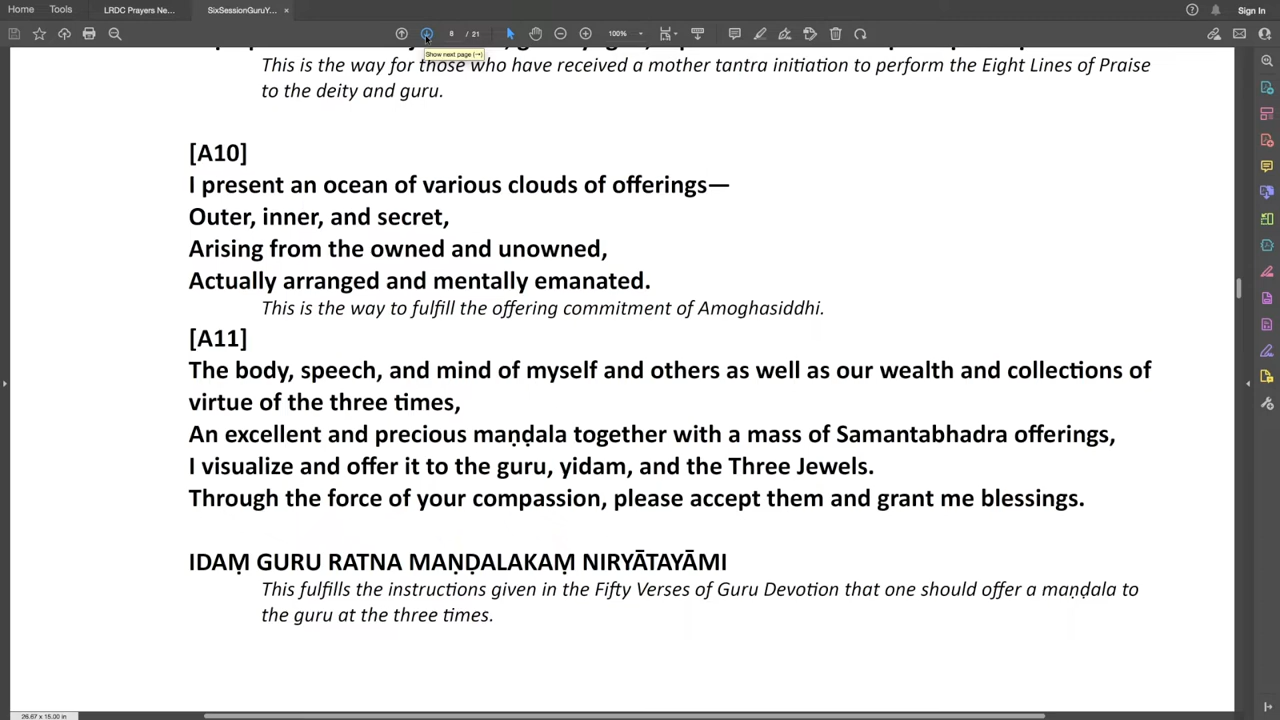 Home Tools LRDC Prayers Ne... SixSessionGuruY... × Sign In
8 / 21 100%
Show next page (→)
This is the way for those who have received a mother tantra initiation to perform the Eight Lines of Praise
to the deity and guru.
[A10]
I present an ocean of various clouds of offerings—
Outer, inner, and secret,
Arising from the owned and unowned,
Actually arranged and mentally emanated.
This is the way to fulfill the offering commitment of Amoghasiddhi.
[A11]
The body, speech, and mind of myself and others as well as our wealth and collections of
virtue of the three times,
An excellent and precious maṇḍala together with a mass of Samantabhadra offerings,
I visualize and offer it to the guru, yidam, and the Three Jewels.
Through the force of your compassion, please accept them and grant me blessings.
IDAṂ GURU RATNA MAṆḌALAKAṂ NIRYĀTAYĀMI
This fulfills the instructions given in the Fifty Verses of Guru Devotion that one should offer a maṇḍala to
the guru at the three times.
26.67 x 15.00 in